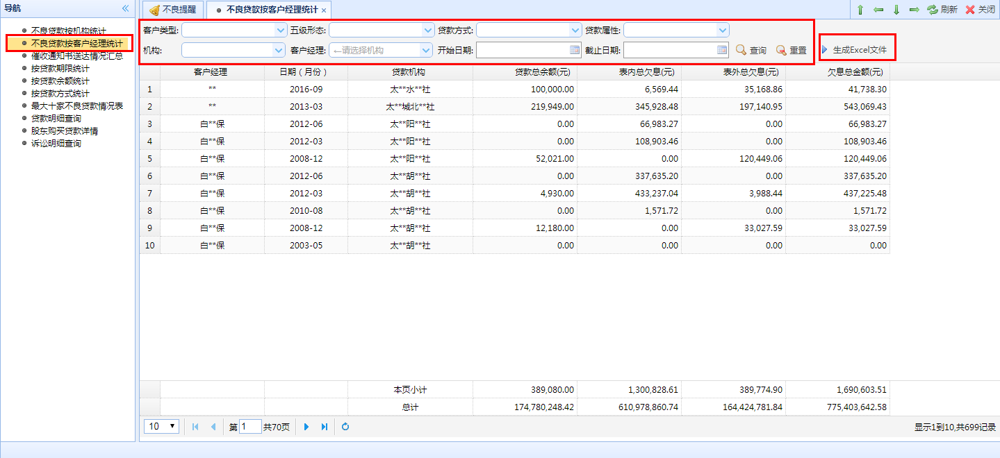 导航 «
不良贷款按机构统计
不良贷款按客户经理统计
催收通知书送达情况汇总
按贷款期限统计
按贷款余额统计
按贷款方式统计
最大十家不良贷款情况表
贷款明细查询
股东购买贷款详情
诉讼明细查询
不良提醒 不良贷款按客户经理统计 × 刷新 关闭
客户类型: 五级形态: 贷款方式: 贷款属性:
机构: 客户经理: ←请选择机构 开始日期: 截止日期: 查询 重置 生成Excel文件
客户经理 日期（月份） 贷款机构 贷款总余额(元) 表内总欠息(元) 表外总欠息(元) 欠息总金额(元)
1 ** 2016-09 太**水**社 100,000.00 6,569.44 35,168.86 41,738.30
2 ** 2013-03 太**城北**社 219,949.00 345,928.48 197,140.95 543,069.43
3 白**保 2012-06 太**阳**社 0.00 66,983.27 0.00 66,983.27
4 白**保 2012-03 太**阳**社 0.00 108,903.46 0.00 108,903.46
5 白**保 2008-12 太**阳**社 52,021.00 0.00 120,449.06 120,449.06
6 白**保 2012-06 太**胡**社 0.00 337,635.20 0.00 337,635.20
7 白**保 2012-03 太**胡**社 4,930.00 433,237.04 3,988.44 437,225.48
8 白**保 2010-08 太**胡**社 0.00 1,571.72 0.00 1,571.72
9 白**保 2008-12 太**胡**社 12,180.00 0.00 33,027.59 33,027.59
10 白**保 2003-05 太**胡**社 0.00 0.00 0.00 0.00
本页小计 389,080.00 1,300,828.61 389,774.90 1,690,603.51
总计 174,780,248.42 610,978,860.74 164,424,781.84 775,403,642.58
10 第 1 共70页 显示1到10,共699记录